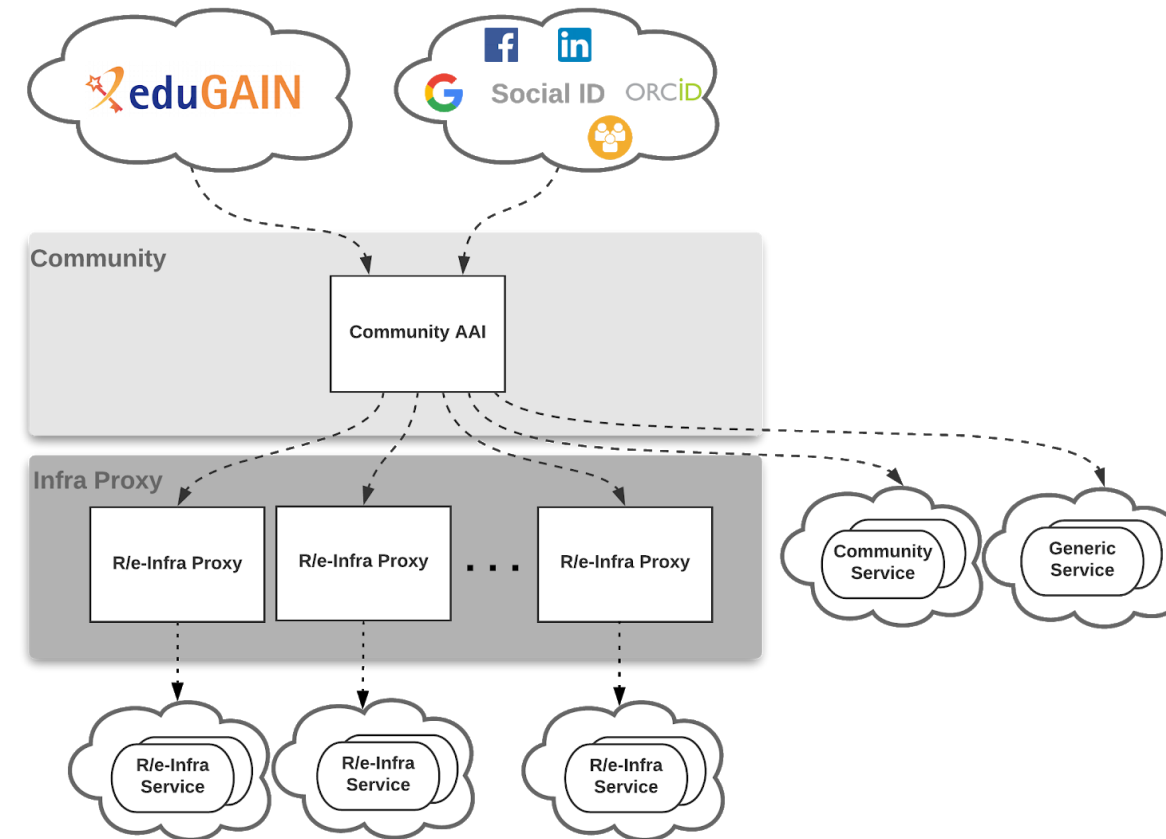 eduGAIN
Social ID
ORCiD
Community
Community AAI
Infra Proxy
R/e-Infra Proxy
R/e-Infra Proxy
. . .
R/e-Infra Proxy
Community
Service
Generic
Service
R/e-Infra
Service
R/e-Infra
Service
R/e-Infra
Service